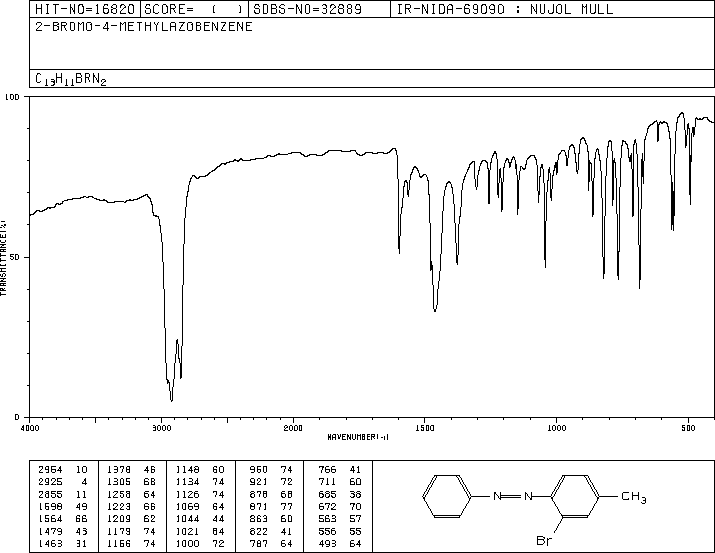 HIT-NO=16820 SCORE= ( ) SDBS-NO=32889 IR-NIDA-69090 : NUJOL MULL
2-BROMO-4-METHYLAZOBENZENE
C13H11BRN2
100
50
0
TRANSMITTANCE(%)
4000 3000 2000 1500 1000 500
WAVENUMBER(-1)
2954 10 1378 46 1148 60 960 74 766 41
2925 4 1305 68 1134 74 921 72 711 60
2855 11 1258 64 1126 74 878 68 685 38
1598 49 1223 66 1069 64 871 77 672 70
1564 66 1209 62 1044 44 863 60 563 57
1479 43 1179 74 1021 64 822 41 556 55
1463 31 1156 74 1000 72 787 64 493 64
N N
CH3
Br